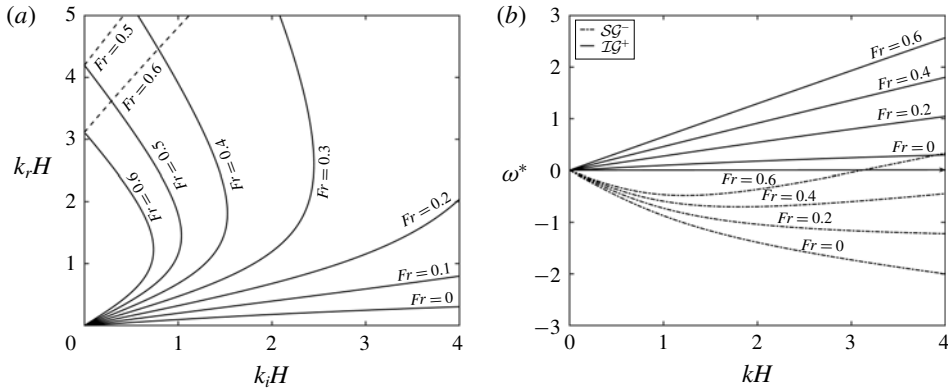 (a)
5
4
3
2
1
0
1
2
3
4
k_rH
k_iH
Fr = 0.5
Fr = 0.6
Fr = 0.6
Fr = 0.5
Fr = 0.4
Fr = 0.3
Fr = 0.2
Fr = 0.1
Fr = 0
(b)
SG⁻
IG⁺
3
2
1
0
−1
−2
−3
0
1
2
3
4
ω*
kH
Fr = 0.6
Fr = 0.4
Fr = 0.2
Fr = 0
Fr = 0.6
Fr = 0.4
Fr = 0.2
Fr = 0